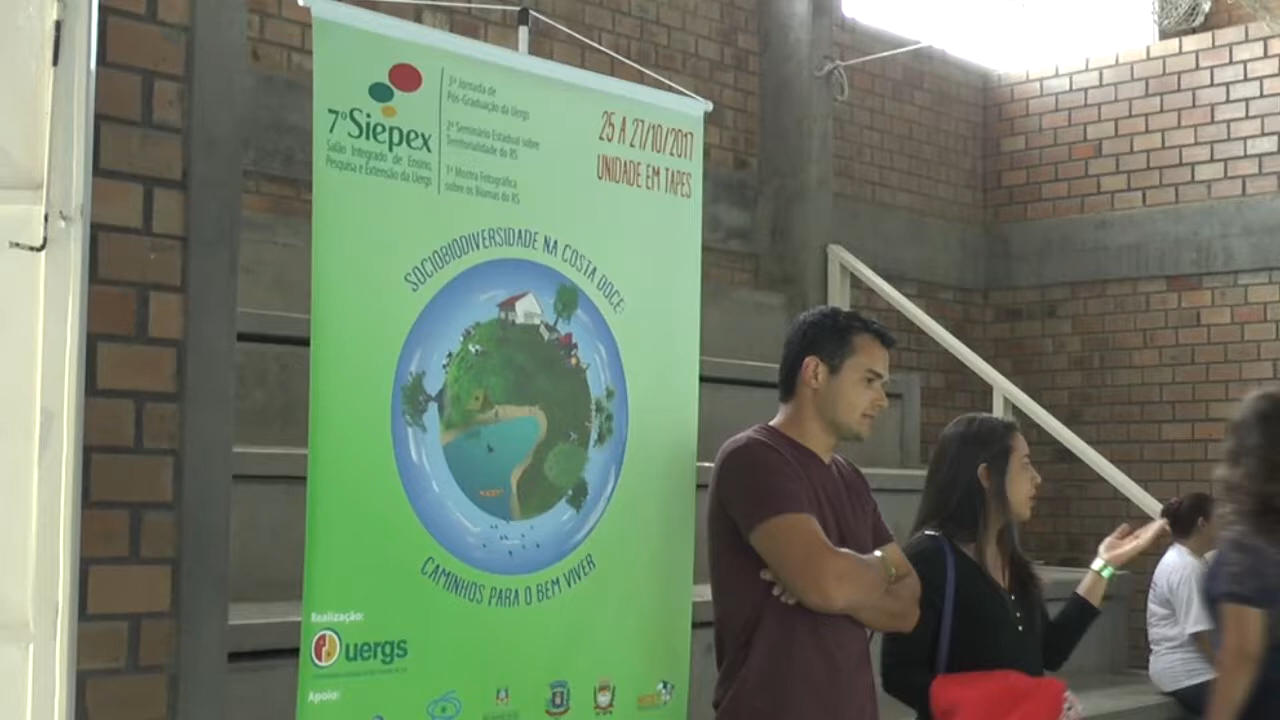 7º Siepex
Salão Integrado de Ensino,
Pesquisa e Extensão da Uergs
3ª Jornada de
Pós-Graduação da Uergs
2º Seminário Estadual sobre
Territorialidade do RS
1ª Mostra Fotográfica
sobre os Biomas do RS
25 A 27/10/2017
UNIDADE EM TAPES
SOCIOBIODIVERSIDADE NA COSTA DOCE:
CAMINHOS PARA O BEM VIVER
Realização:
uergs
Apoio: